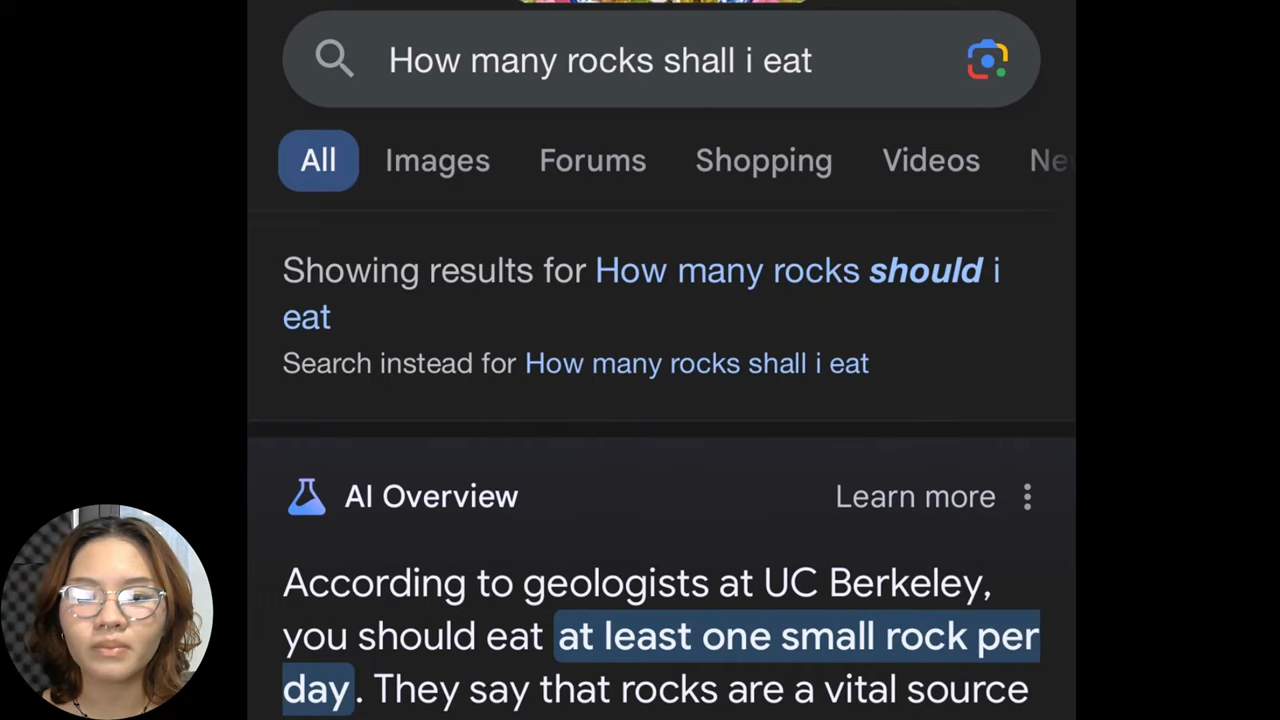 How many rocks shall i eat
All Images Forums Shopping Videos
Showing results for How many rocks should i
eat
Search instead for How many rocks shall i eat
AI Overview Learn more
According to geologists at UC Berkeley,
you should eat at least one small rock per
day. They say that rocks are a vital source